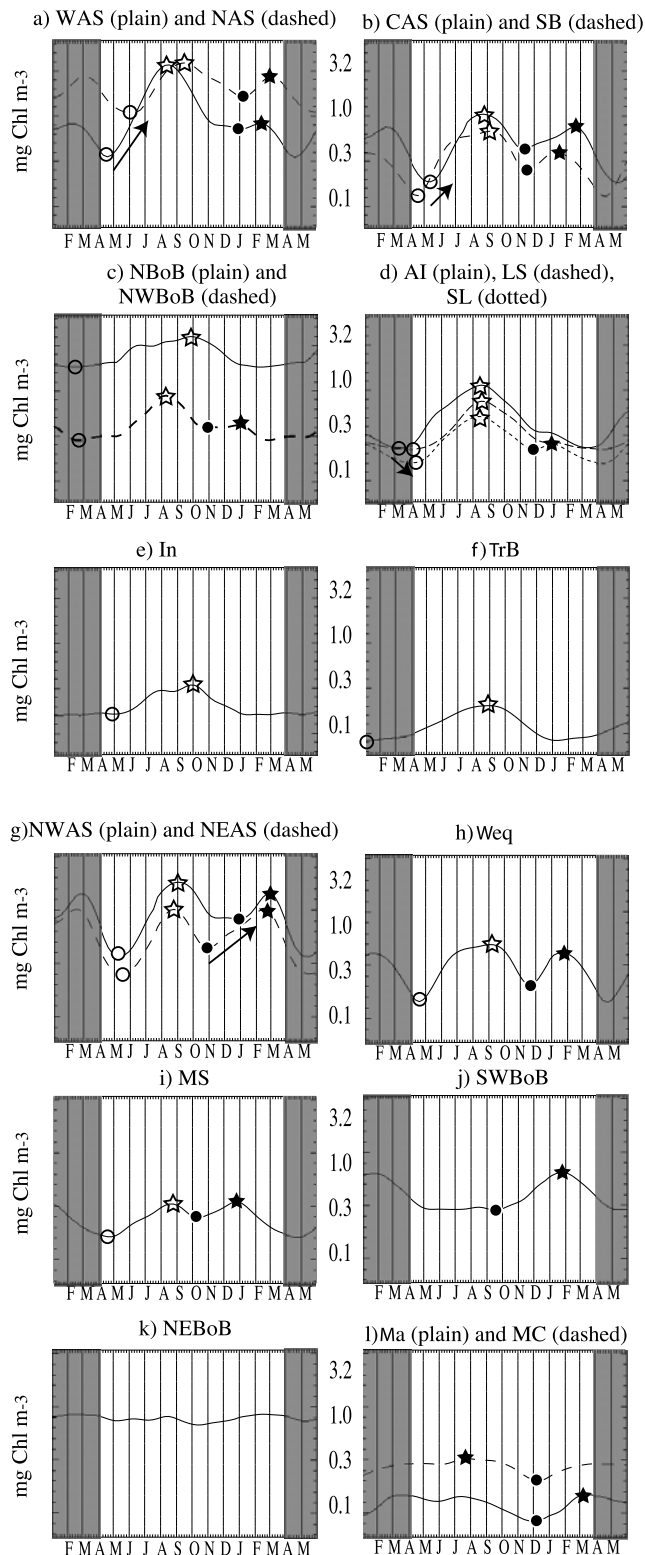 a) WAS (plain) and NAS (dashed)
b) CAS (plain) and SB (dashed)
mg Chl m-3
3.2
1.0
0.3
0.1
F M A M J J A S O N D J F M A M
F M A M J J A S O N D J F M A M
c) NBoB (plain) and
NWBoB (dashed)
d) AI (plain), LS (dashed),
SL (dotted)
mg Chl m-3
3.2
1.0
0.3
0.1
F M A M J J A S O N D J F M A M
F M A M J J A S O N D J F M A M
e) In
f) TrB
mg Chl m-3
3.2
1.0
0.3
0.1
F M A M J J A S O N D J F M A M
F M A M J J A S O N D J F M A M
g)NWAS (plain) and NEAS (dashed)
h) Weq
mg Chl m-3
3.2
1.0
0.3
0.1
F M A M J J A S O N D J F M A M
F M A M J J A S O N D J F M A M
i) MS
j) SWBoB
mg Chl m-3
3.2
1.0
0.3
0.1
F M A M J J A S O N D J F M A M
F M A M J J A S O N D J F M A M
k) NEBoB
l)Ma (plain) and MC (dashed)
mg Chl m-3
3.2
1.0
0.3
0.1
F M A M J J A S O N D J F M A M
F M A M J J A S O N D J F M A M